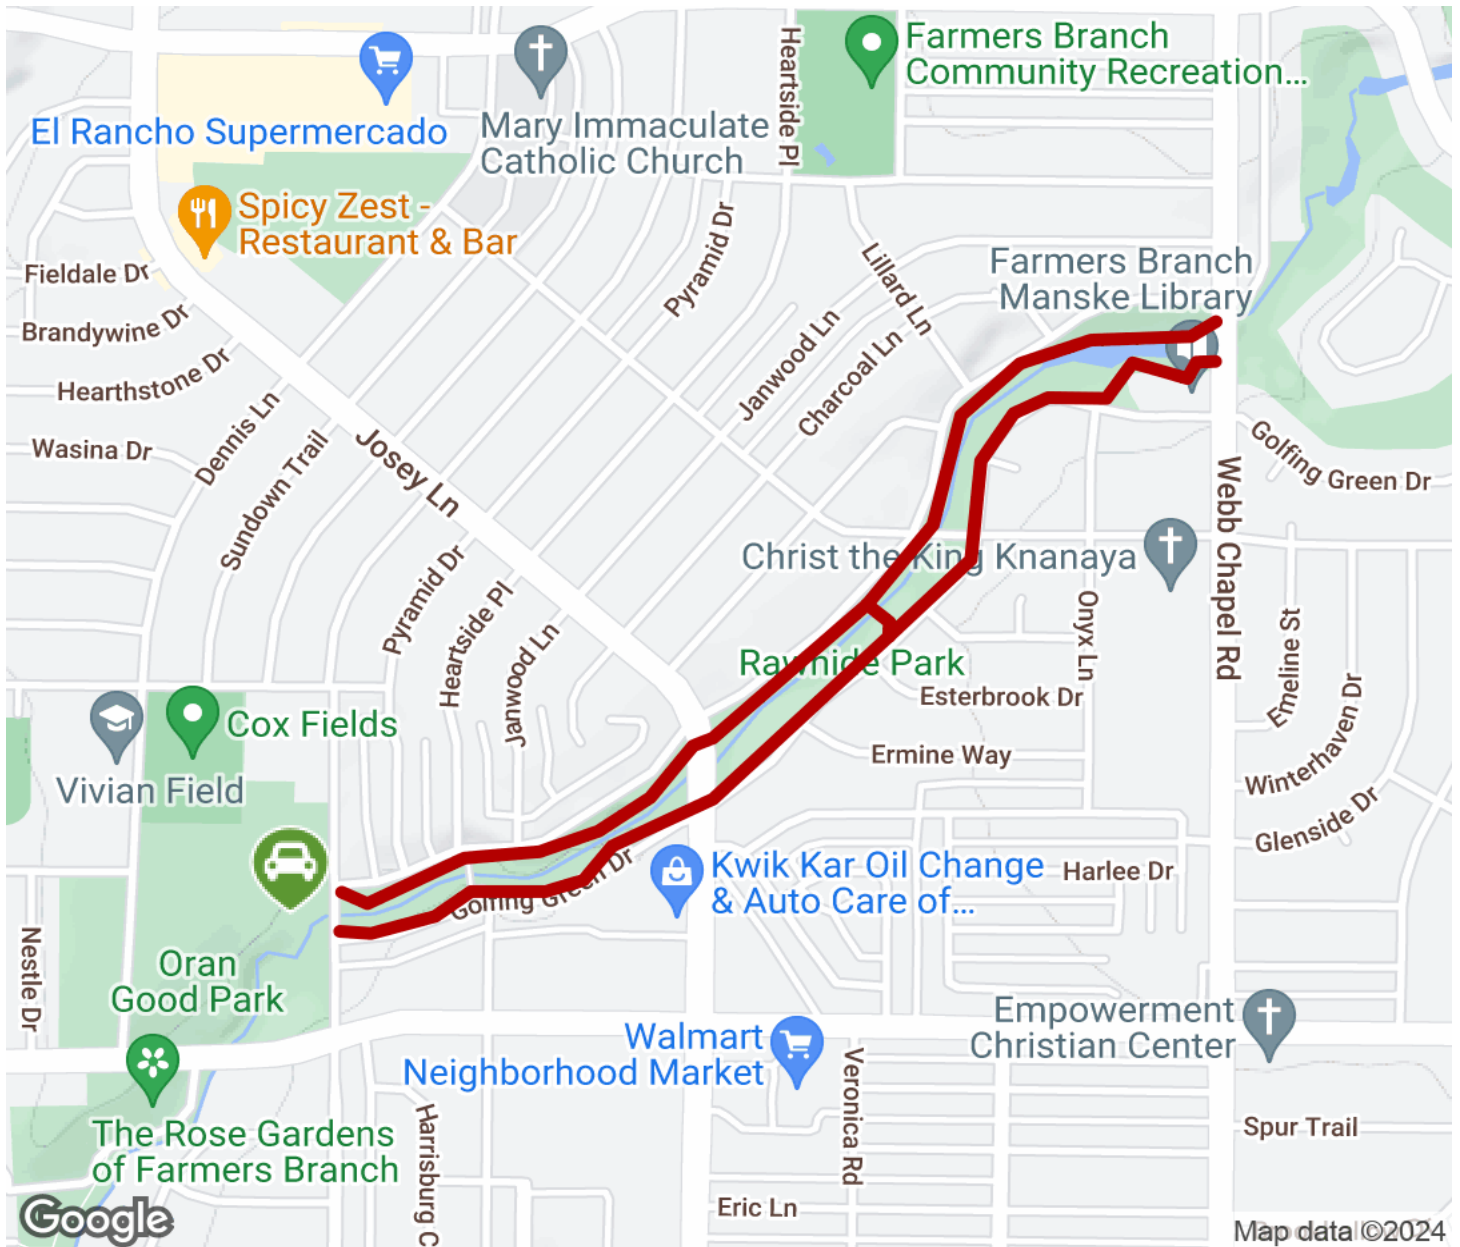 Farmers Branch
Community Recreation...
Heartside Pl
El Rancho Supermercado
Mary Immaculate
Catholic Church
Spicy Zest -
Restaurant & Bar
Pyramid Dr
Lillard Ln
Fieldale Dr
Farmers Branch
Manske Library
Brandywine Dr
Janwood Ln
Charcoal Ln
Hearthstone Dr
Dennis Ln
Wasina Dr
Sundown Trail
Josey Ln
Golfing Green Dr
Webb Chapel Rd
Christ the King Knanaya
Pyramid Dr
Heartside Pl
Janwood Ln
Onyx Ln
Emeline St
Rawhide Park
Esterbrook Dr
Winterhaven Dr
Cox Fields
Vivian Field
Ermine Way
Glenside Dr
Kwik Kar Oil Change
& Auto Care of...
Harlee Dr
Golfing Green Dr
Nestle Dr
Oran
Good Park
Empowerment
Christian Center
Walmart
Neighborhood Market
Veronica Rd
The Rose Gardens
of Farmers Branch
Harrisburg C
Spur Trail
Eric Ln
Google
Map data ©2024